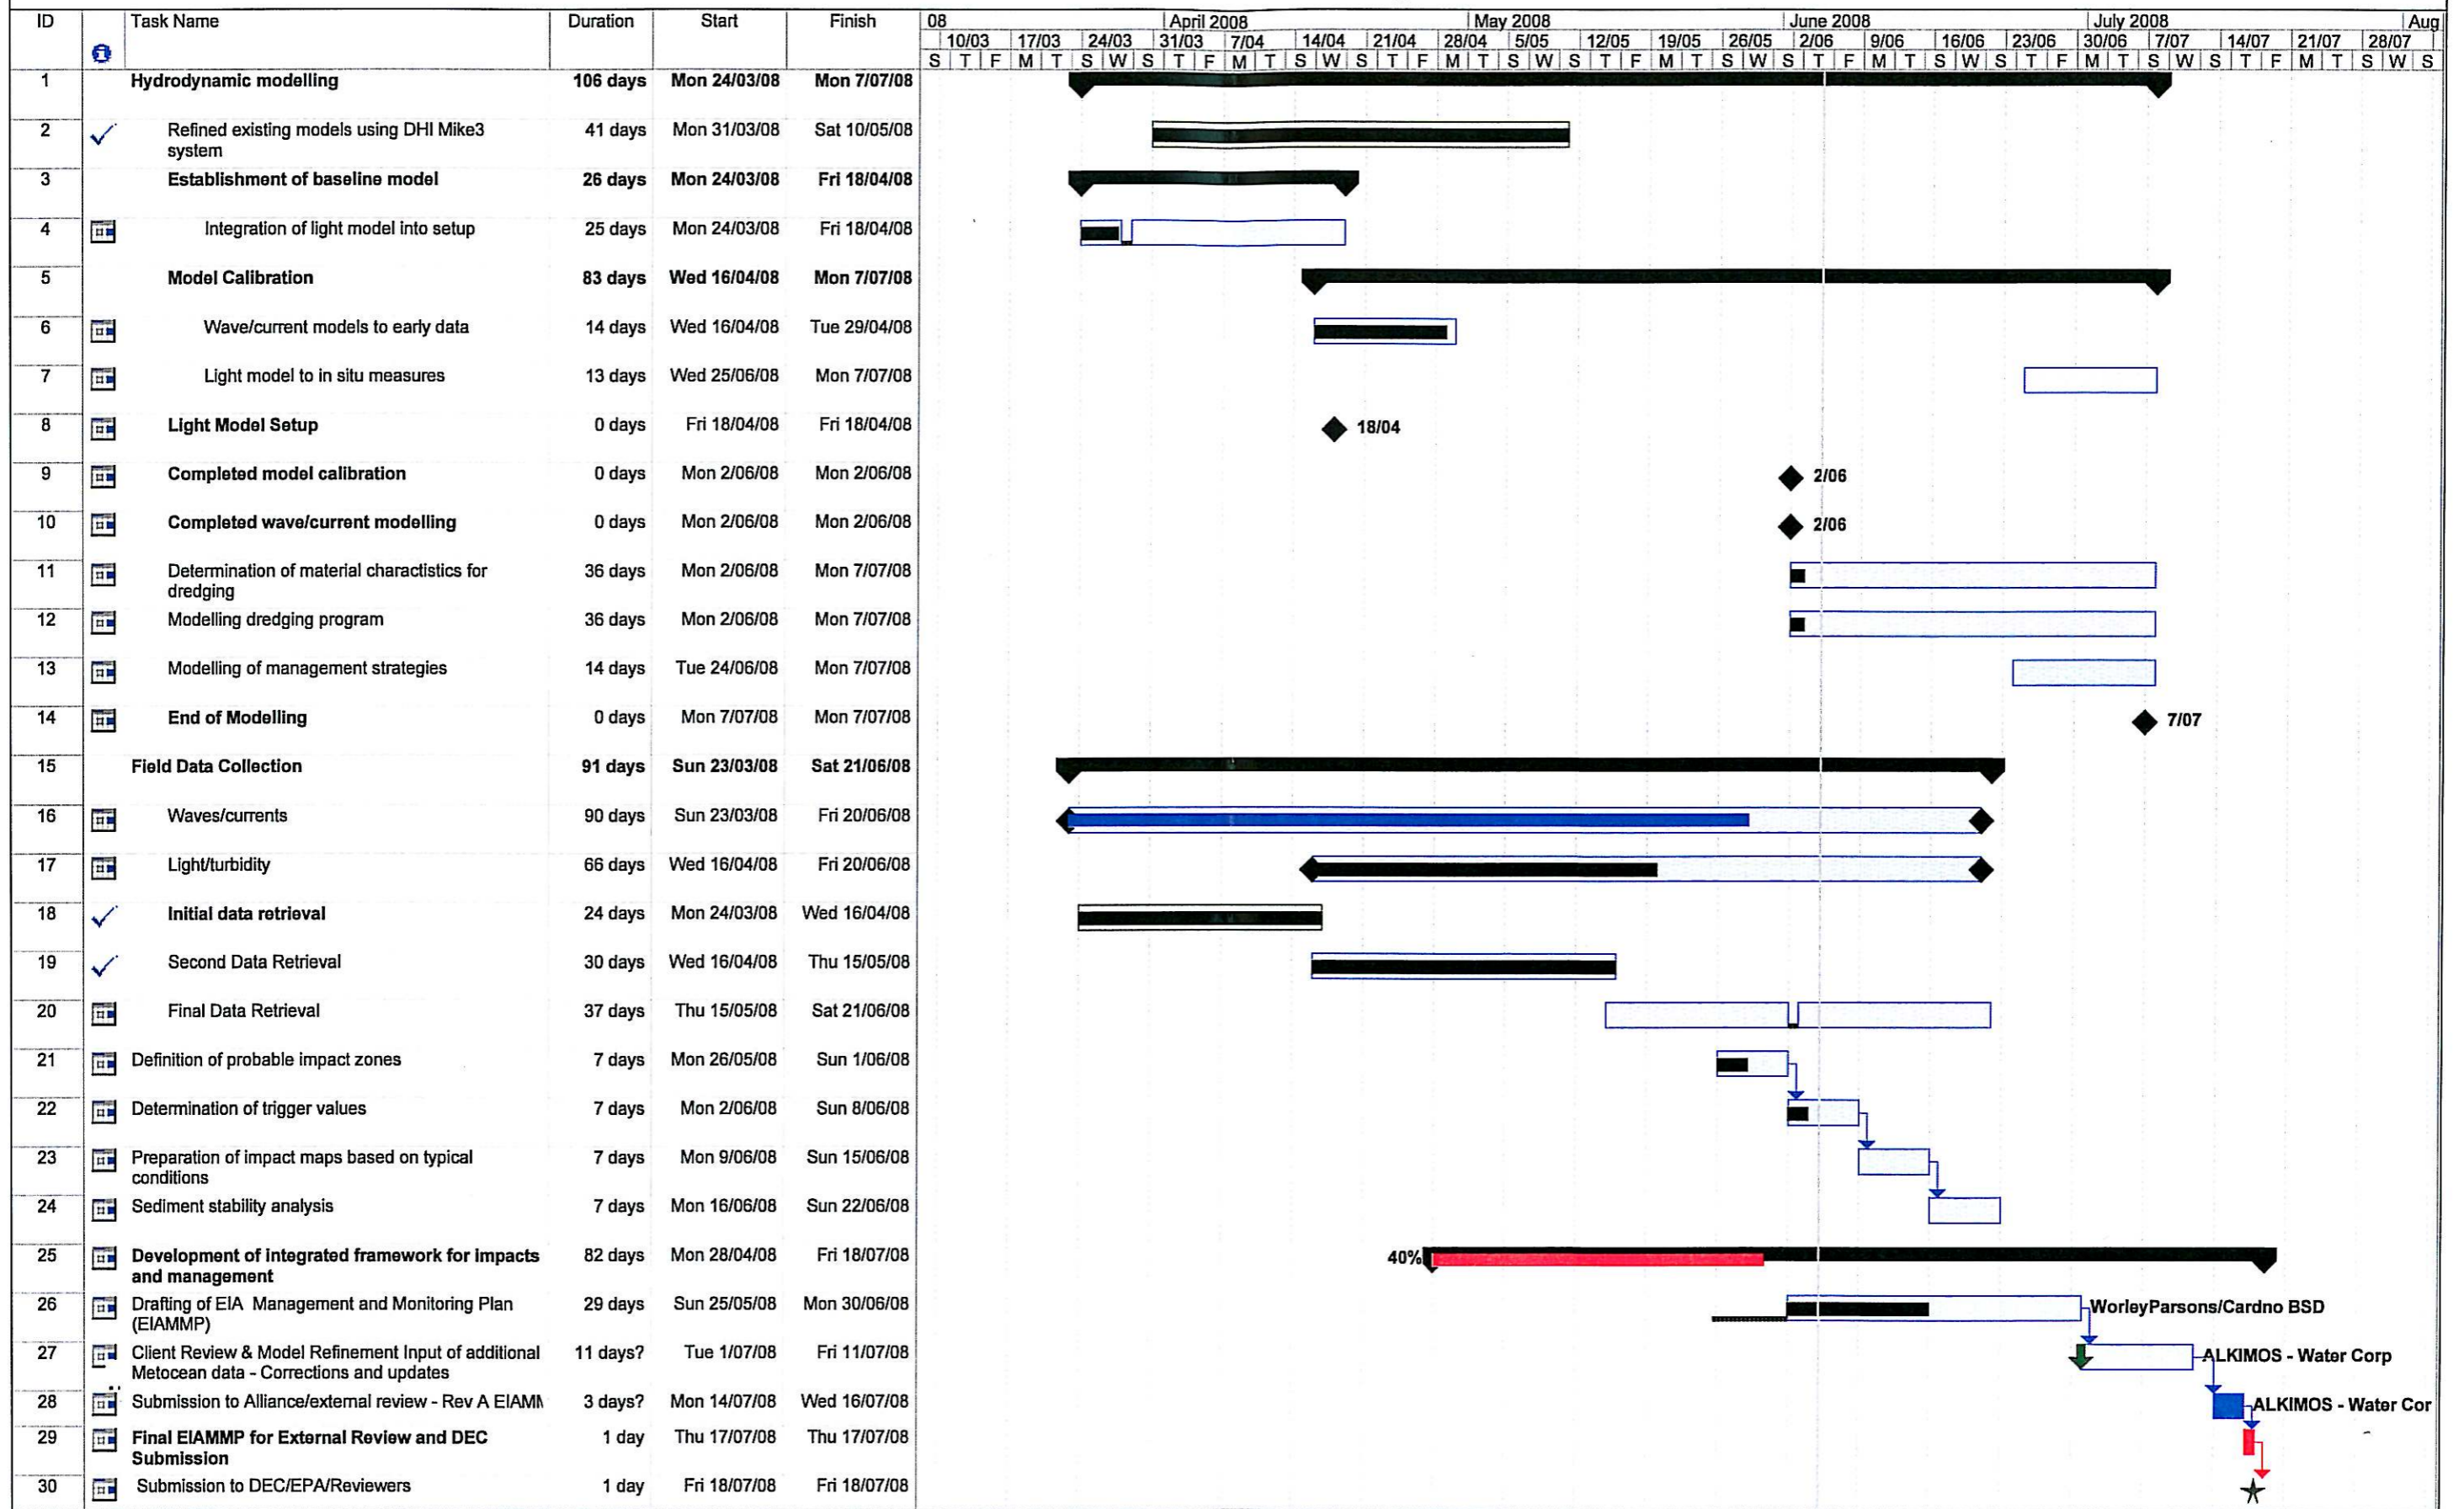 ID Task Name Duration Start Finish 08 April 2008 May 2008 June 2008 July 2008 Aug
10/03 17/03 24/03 31/03 7/04 14/04 21/04 28/04 5/05 12/05 19/05 26/05 2/06 9/06 16/06 23/06 30/06 7/07 14/07 21/07 28/07
S T F M T S W S T F M T S W S T F M T S W S T F M T S W S T F M T S W S T F M T S W S T F M T S W S
1 Hydrodynamic modelling 106 days Mon 24/03/08 Mon 7/07/08
2 Refined existing models using DHI Mike3 41 days Mon 31/03/08 Sat 10/05/08
system
3 Establishment of baseline model 26 days Mon 24/03/08 Fri 18/04/08
4 Integration of light model into setup 25 days Mon 24/03/08 Fri 18/04/08
5 Model Calibration 83 days Wed 16/04/08 Mon 7/07/08
6 Wave/current models to early data 14 days Wed 16/04/08 Tue 29/04/08
7 Light model to in situ measures 13 days Wed 25/06/08 Mon 7/07/08
8 Light Model Setup 0 days Fri 18/04/08 Fri 18/04/08 18/04
9 Completed model calibration 0 days Mon 2/06/08 Mon 2/06/08 2/06
10 Completed wave/current modelling 0 days Mon 2/06/08 Mon 2/06/08 2/06
11 Determination of material charactistics for 36 days Mon 2/06/08 Mon 7/07/08
dredging
12 Modelling dredging program 36 days Mon 2/06/08 Mon 7/07/08
13 Modelling of management strategies 14 days Tue 24/06/08 Mon 7/07/08
14 End of Modelling 0 days Mon 7/07/08 Mon 7/07/08 7/07
15 Field Data Collection 91 days Sun 23/03/08 Sat 21/06/08
16 Waves/currents 90 days Sun 23/03/08 Fri 20/06/08
17 Light/turbidity 66 days Wed 16/04/08 Fri 20/06/08
18 Initial data retrieval 24 days Mon 24/03/08 Wed 16/04/08
19 Second Data Retrieval 30 days Wed 16/04/08 Thu 15/05/08
20 Final Data Retrieval 37 days Thu 15/05/08 Sat 21/06/08
21 Definition of probable impact zones 7 days Mon 26/05/08 Sun 1/06/08
22 Determination of trigger values 7 days Mon 2/06/08 Sun 8/06/08
23 Preparation of impact maps based on typical 7 days Mon 9/06/08 Sun 15/06/08
conditions
24 Sediment stability analysis 7 days Mon 16/06/08 Sun 22/06/08
25 Development of integrated framework for impacts 82 days Mon 28/04/08 Fri 18/07/08 40%
and management
26 Drafting of EIA Management and Monitoring Plan 29 days Sun 25/05/08 Mon 30/06/08 WorleyParsons/Cardno BSD
(EIAMMP)
27 Client Review & Model Refinement Input of additional 11 days? Tue 1/07/08 Fri 11/07/08 ALKIMOS - Water Corp
Metocean data - Corrections and updates
28 Submission to Alliance/external review - Rev A EIAMM 3 days? Mon 14/07/08 Wed 16/07/08 ALKIMOS - Water Cor
29 Final EIAMMP for External Review and DEC 1 day Thu 17/07/08 Thu 17/07/08
Submission
30 Submission to DEC/EPA/Reviewers 1 day Fri 18/07/08 Fri 18/07/08